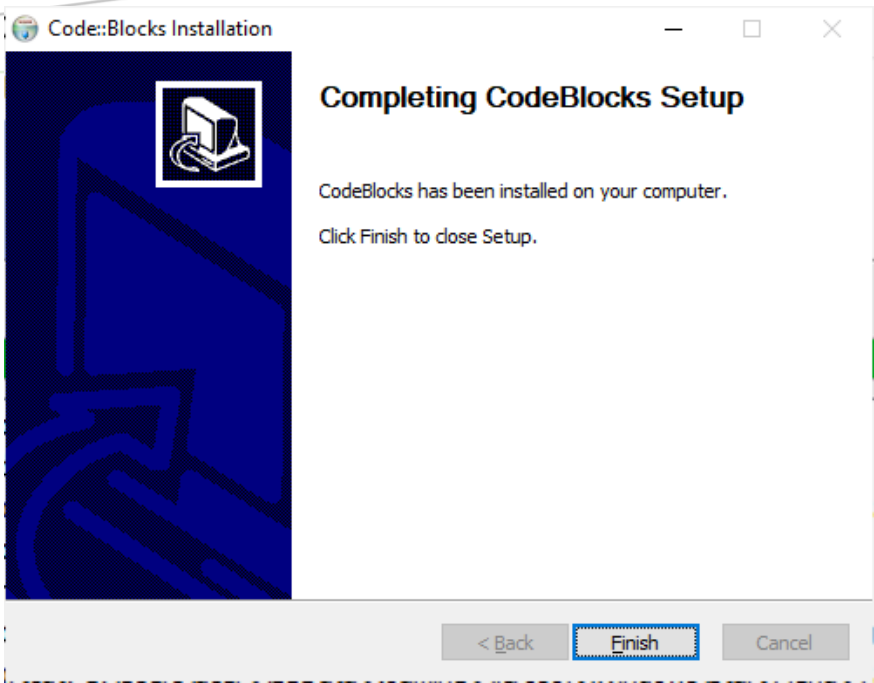 Code::Blocks Installation
Completing CodeBlocks Setup
CodeBlocks has been installed on your computer.
Click Finish to close Setup.
< Back
Finish
Cancel